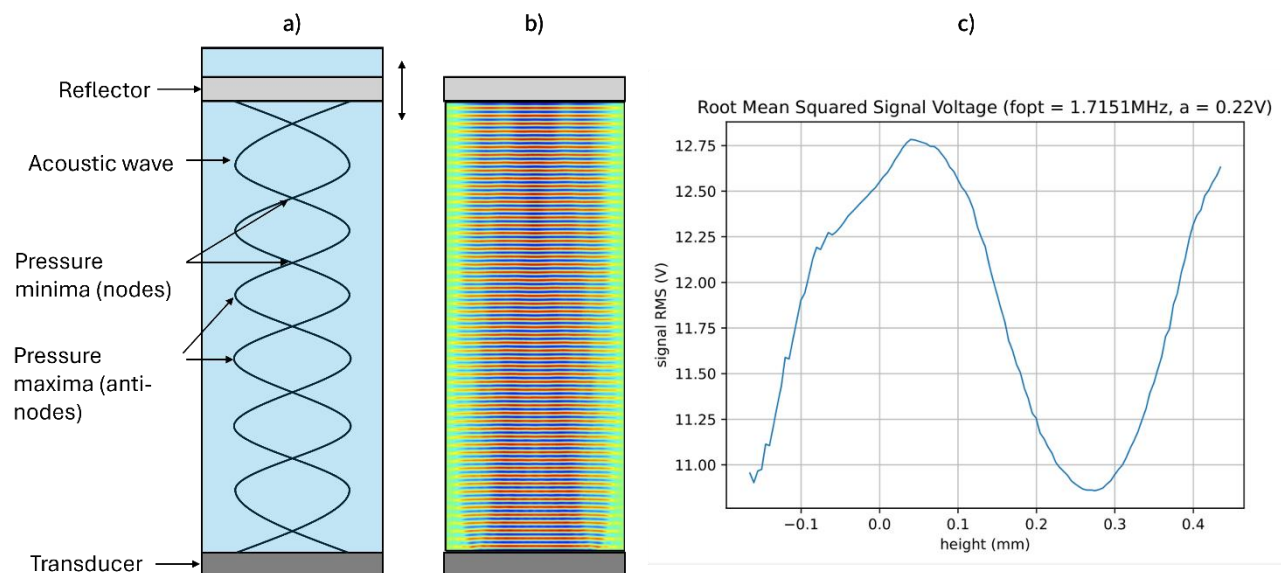 a)
b)
c)
Reflector
Acoustic wave
Pressure
minima (nodes)
Pressure
maxima (anti-
nodes)
Transducer
Root Mean Squared Signal Voltage (fopt = 1.7151MHz, a = 0.22V)
signal RMS (V)
12.75
12.50
12.25
12.00
11.75
11.50
11.25
11.00
−0.1
0.0
0.1
0.2
0.3
0.4
height (mm)